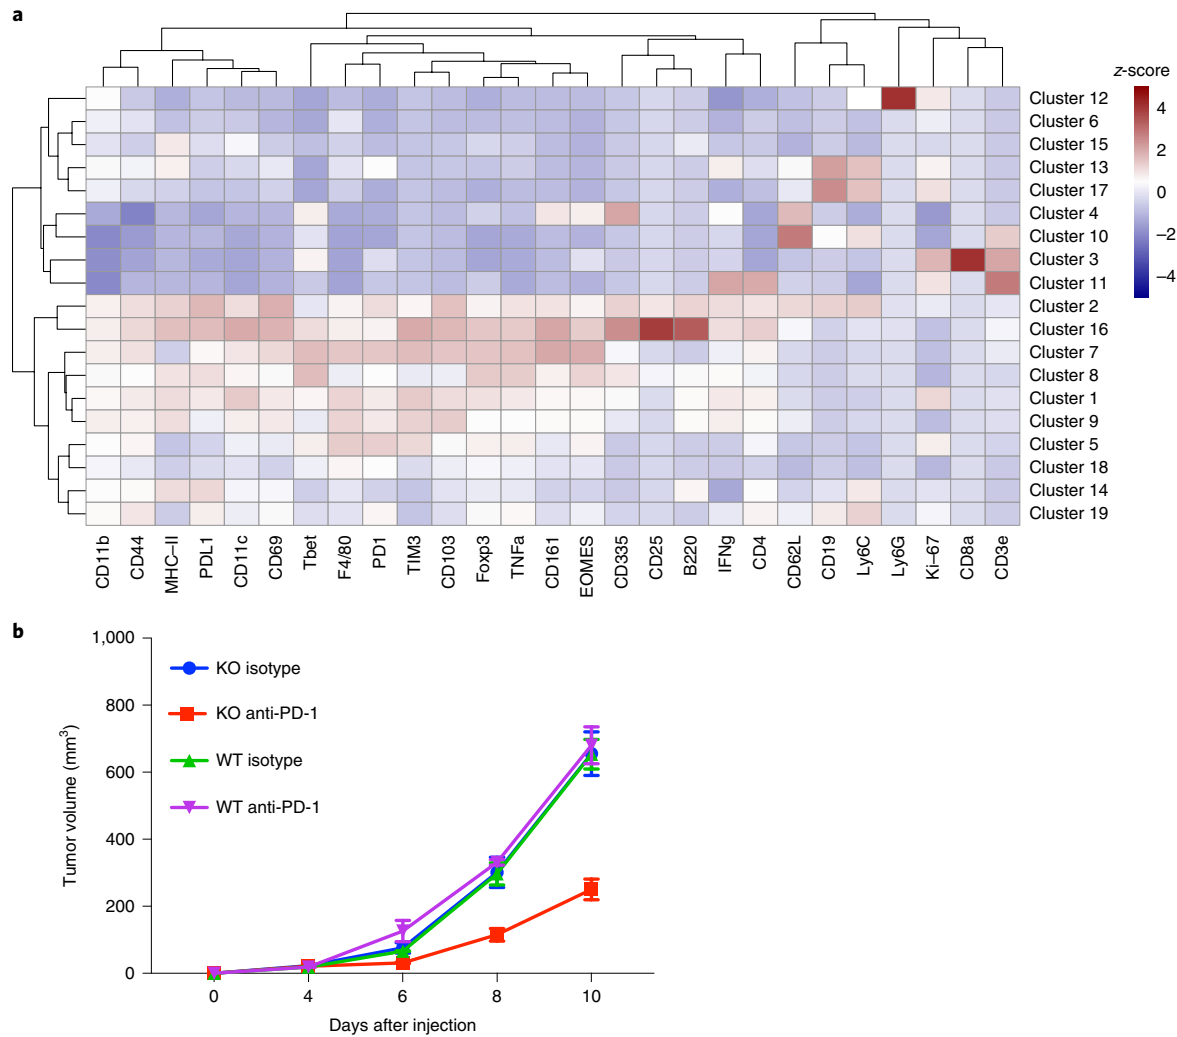 a
z-score
4
2
0
−2
−4
Cluster 12
Cluster 6
Cluster 15
Cluster 13
Cluster 17
Cluster 4
Cluster 10
Cluster 3
Cluster 11
Cluster 2
Cluster 16
Cluster 7
Cluster 8
Cluster 1
Cluster 9
Cluster 5
Cluster 18
Cluster 14
Cluster 19
CD11b
CD44
MHC−II
PDL1
CD11c
CD69
Tbet
F4/80
PD1
TIM3
CD103
Foxp3
TNFa
CD161
EOMES
CD335
CD25
B220
IFNg
CD4
CD62L
CD19
Ly6C
Ly6G
Ki−67
CD8a
CD3e
b
1,000
800
600
400
200
0
Tumor volume (mm³)
KO isotype
KO anti-PD-1
WT isotype
WT anti-PD-1
0 4 6 8 10
Days after injection